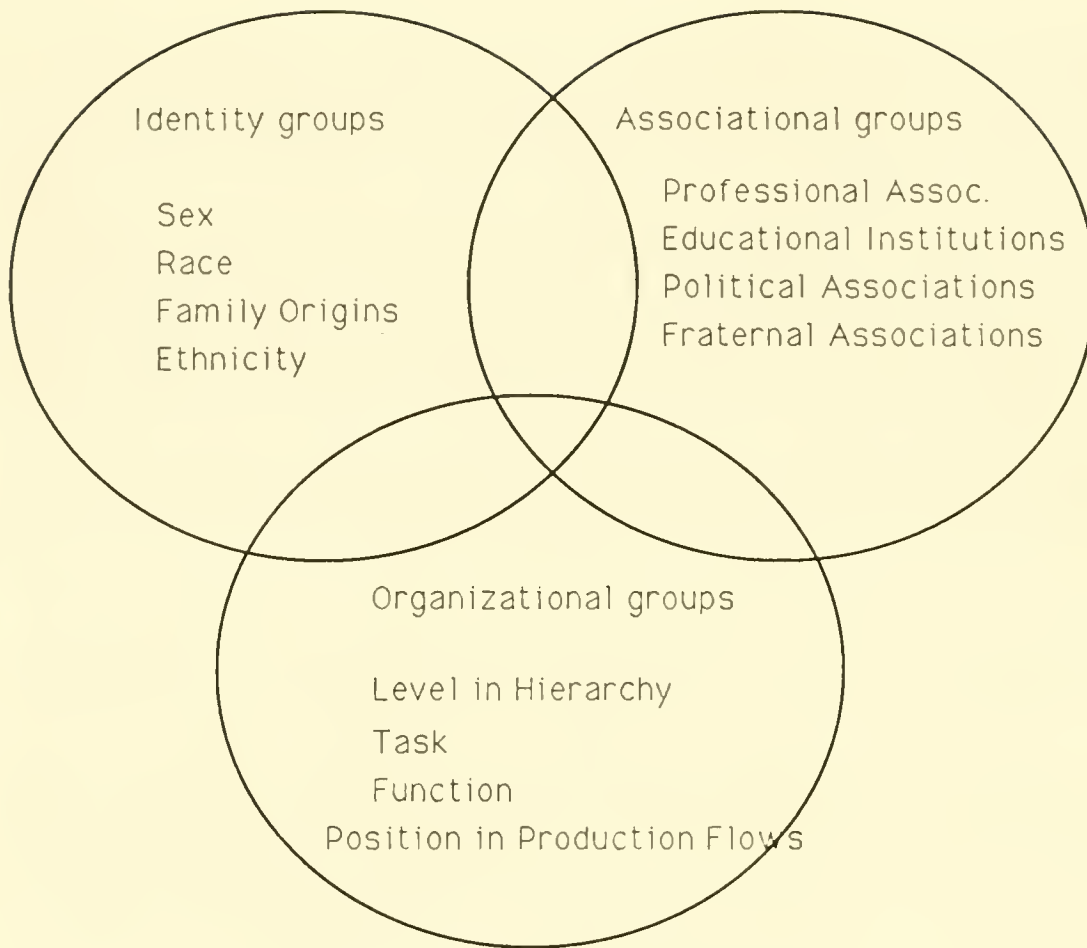 Identity groups
Sex
Race
Family Origins
Ethnicity
Associational groups
Professional Assoc.
Educational Institutions
Political Associations
Fraternal Associations
Organizational groups
Level in Hierarchy
Task
Function
Position in Production Flows